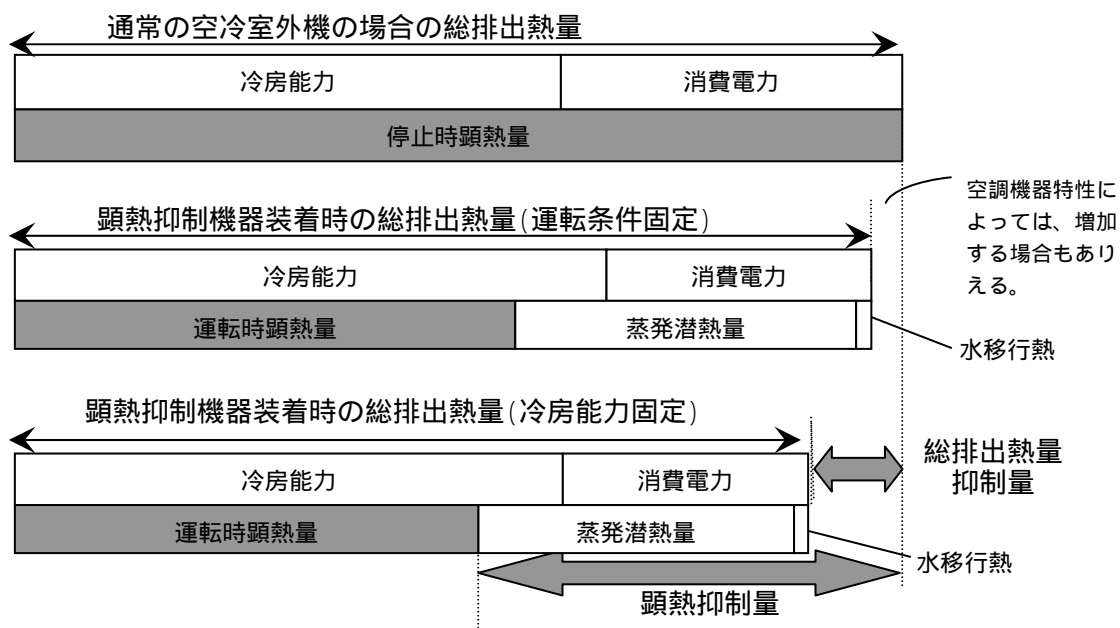 通常の空冷室外機の場合の総排出熱量
冷房能力
消費電力
停止時顕熱量
空調機器特性に
よっては、増加
する場合もあり
える。
顕熱抑制機器装着時の総排出熱量(運転条件固定)
冷房能力
消費電力
運転時顕熱量
蒸発潜熱量
水移行熱
顕熱抑制機器装着時の総排出熱量(冷房能力固定)
冷房能力
消費電力
総排出熱量
抑制量
運転時顕熱量
蒸発潜熱量
水移行熱
顕熱抑制量